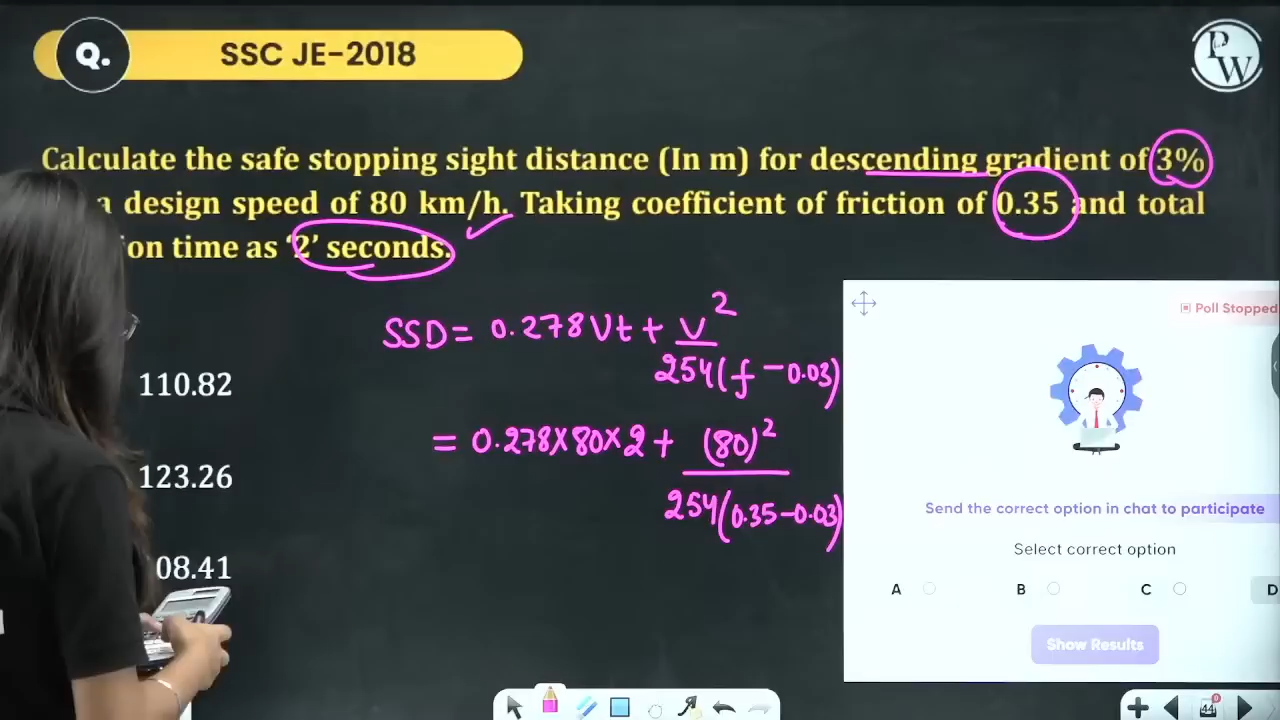 Q.
SSC JE-2018
PW
Calculate the safe stopping sight distance (In m) for descending gradient of 3%
a design speed of 80 km/h. Taking coefficient of friction of 0.35 and total
ion time as ‘2’ seconds.
SSD = 0.278Vt + V²
254(f - 0.03)
= 0.278×80×2 + (80)²
254(0.35-0.03)
110.82
123.26
08.41
Poll Stopped
Send the correct option in chat to participate
Select correct option
A
B
C
D
Show Results
44